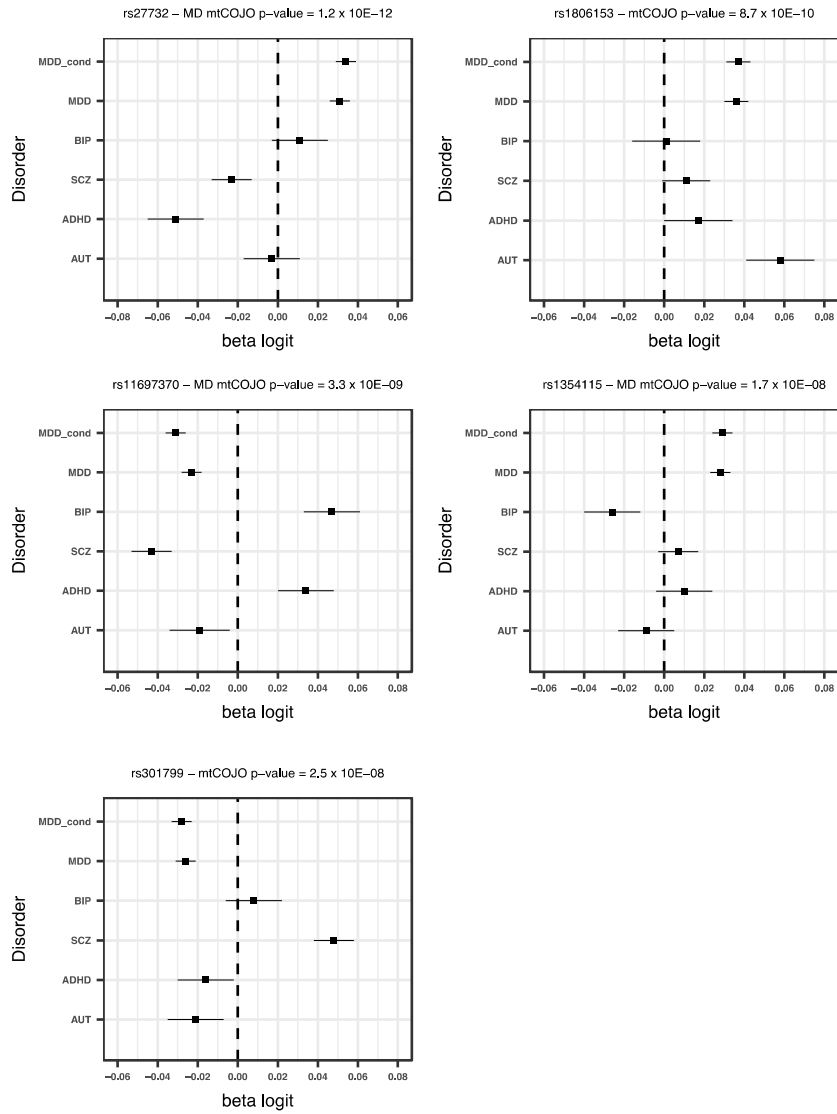 rs27732 – MD mtCOJO p–value = 1.2 x 10E–12
Disorder
MDD_cond
MDD
BIP
SCZ
ADHD
AUT
−0.08 −0.06 −0.04 −0.02 0.00 0.02 0.04 0.06
beta logit
rs1806153 – mtCOJO p–value = 8.7 x 10E–10
Disorder
MDD_cond
MDD
BIP
SCZ
ADHD
AUT
−0.06 −0.04 −0.02 0.00 0.02 0.04 0.06 0.08
beta logit
rs11697370 – MD mtCOJO p–value = 3.3 x 10E–09
Disorder
MDD_cond
MDD
BIP
SCZ
ADHD
AUT
−0.06 −0.04 −0.02 0.00 0.02 0.04 0.06 0.08
beta logit
rs1354115 – MD mtCOJO p–value = 1.7 x 10E–08
Disorder
MDD_cond
MDD
BIP
SCZ
ADHD
AUT
−0.06 −0.04 −0.02 0.00 0.02 0.04 0.06 0.08
beta logit
rs301799 – mtCOJO p–value = 2.5 x 10E–08
Disorder
MDD_cond
MDD
BIP
SCZ
ADHD
AUT
−0.06 −0.04 −0.02 0.00 0.02 0.04 0.06 0.08
beta logit